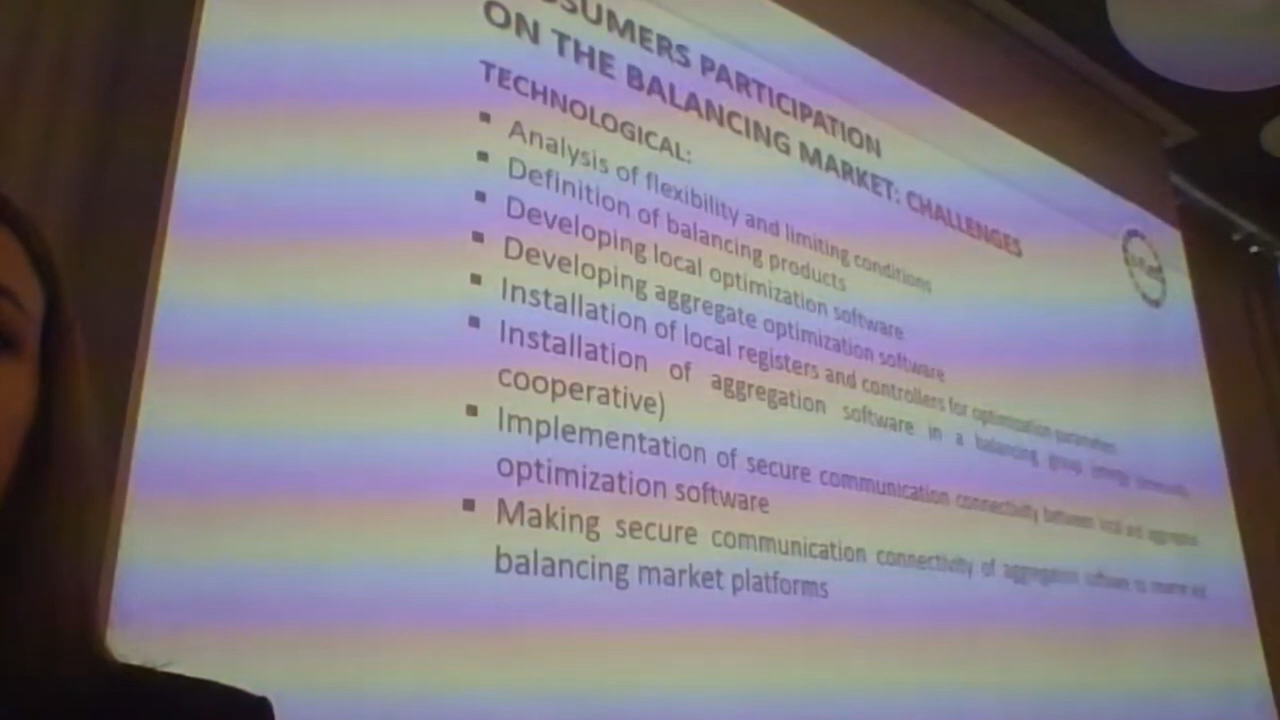 SUMERS PARTICIPATION
ON THE BALANCING MARKET: CHALLENGES
TECHNOLOGICAL:
▪ Analysis of flexibility and limiting conditions
▪ Definition of balancing products
▪ Developing local optimization software
▪ Developing aggregate optimization software
▪ Installation of local registers and controllers for optimization parameters
▪ Installation of aggregation software in a balancing group
cooperative)
▪ Implementation of secure communication connectivity between local and
optimization software
▪ Making secure communication connectivity of aggregation software to
balancing market platforms